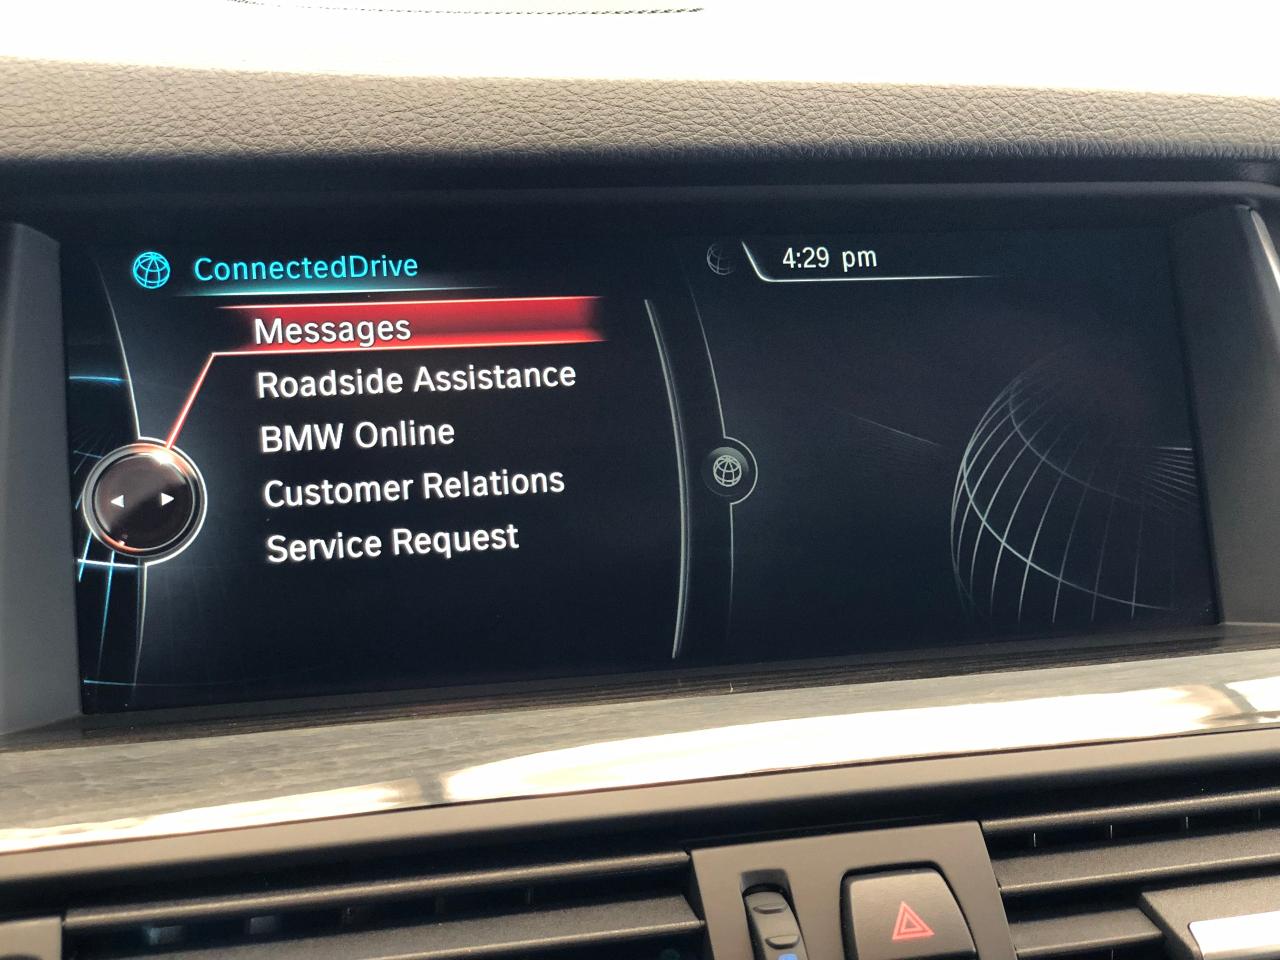 ConnectedDrive
4:29 pm
Messages
Roadside Assistance
BMW Online
Customer Relations
Service Request